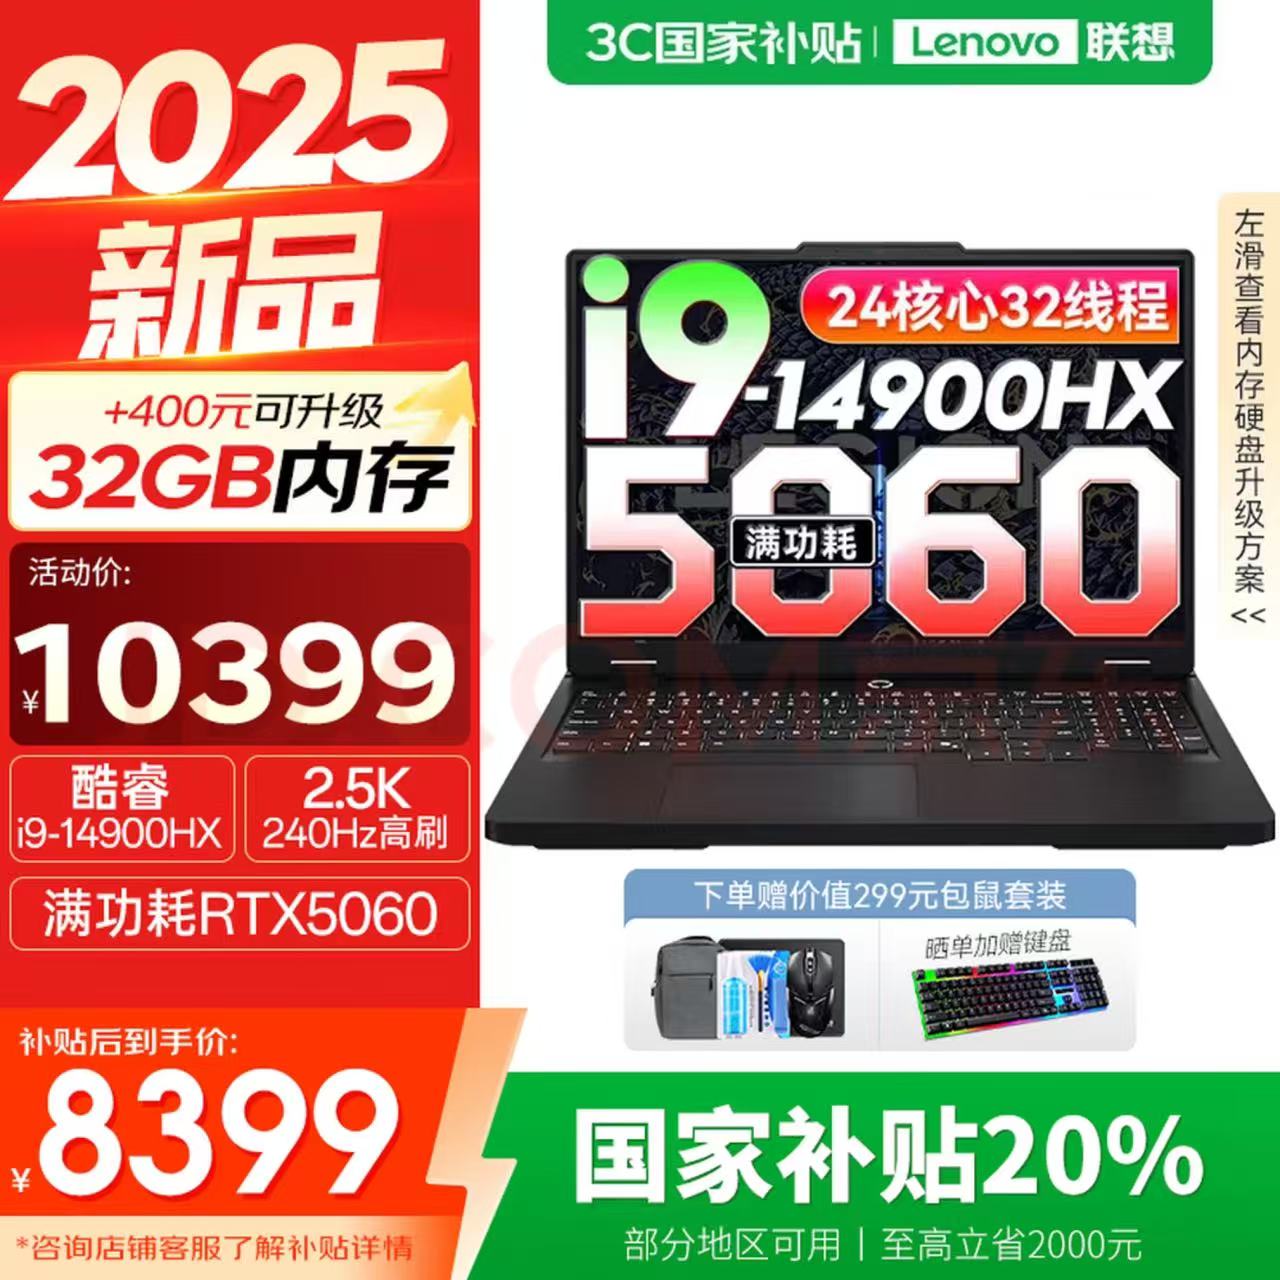 3C国家补贴 | Lenovo 联想
2025
新品
+400元可升级
32GB内存
活动价:
¥10399
酷睿
i9-14900HX
2.5K
240Hz高刷
满功耗RTX5060
补贴后到手价:
¥8399
*咨询店铺客服了解补贴详情
i9-14900HX
24核心32线程
5060
满功耗
左滑查看内存硬盘升级方案<<
下单赠价值299元包鼠套装
晒单加赠键盘
国家补贴20%
部分地区可用 | 至高立省2000元